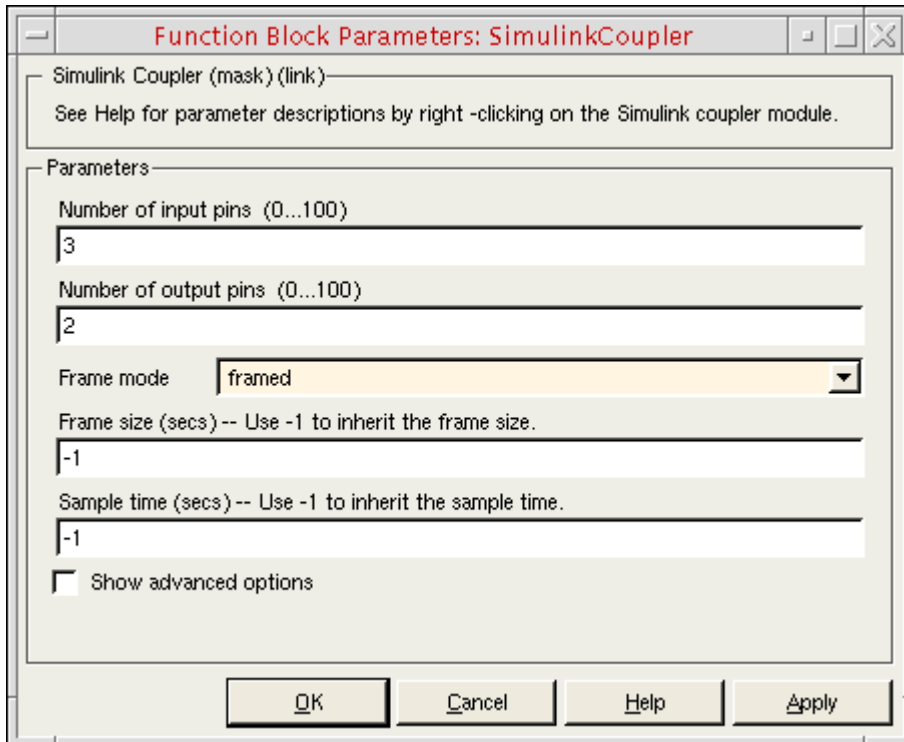 Function Block Parameters: SimulinkCoupler
Simulink Coupler (mask) (link)
See Help for parameter descriptions by right -clicking on the Simulink coupler module.
Parameters
Number of input pins (0...100)
3
Number of output pins (0...100)
2
Frame mode framed
Frame size (secs) -- Use -1 to inherit the frame size.
-1
Sample time (secs) -- Use -1 to inherit the sample time.
-1
Show advanced options
OK Cancel Help Apply